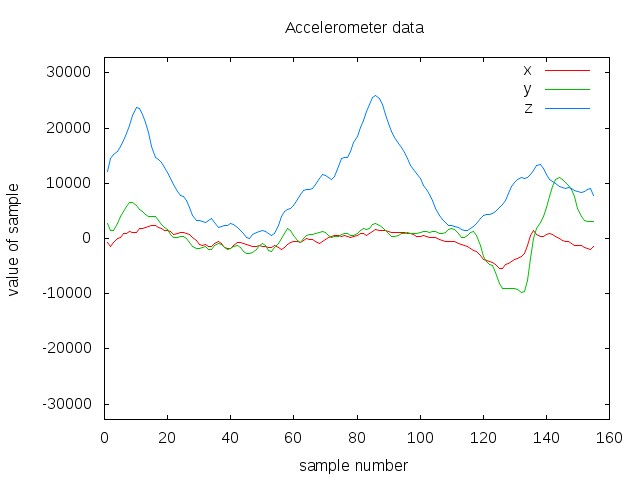 Accelerometer data
30000
20000
10000
0
-10000
-20000
-30000
value of sample
x
y
z
0 20 40 60 80 100 120 140 160
sample number